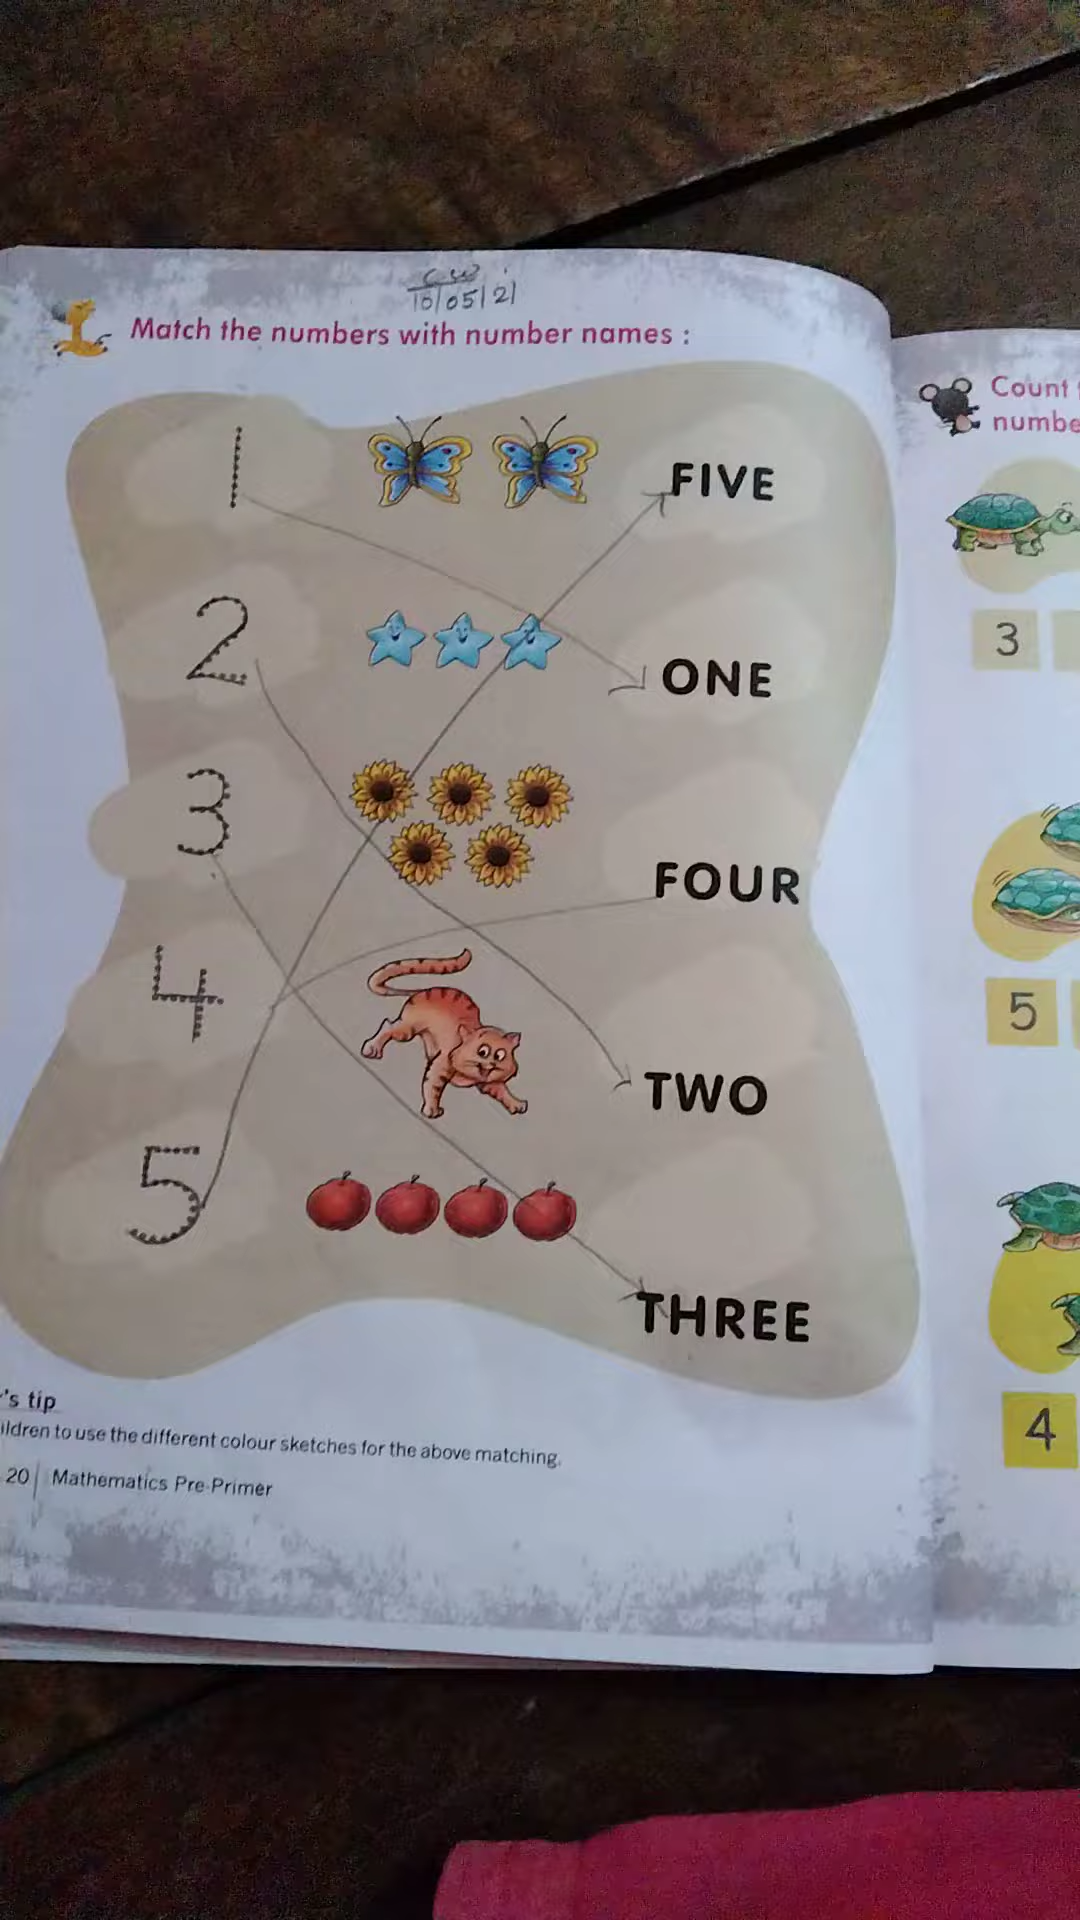 CW
10/05/21
Match the numbers with number names :
1
FIVE
2
ONE
3
FOUR
4
TWO
5
THREE
's tip
ildren to use the different colour sketches for the above matching.
20 | Mathematics Pre-Primer
Count
numbe
3
5
4